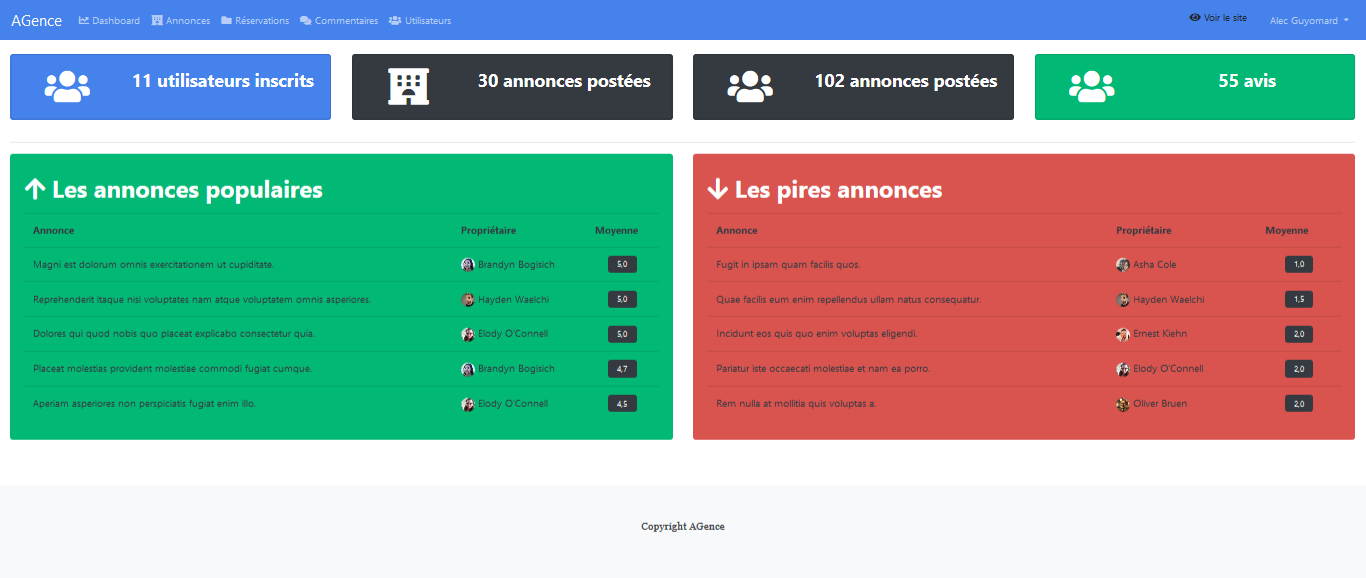 AGence Dashboard Annonces Réservations Commentaires Utilisateurs Voir le site Alec Guyomard
11 utilisateurs inscrits
30 annonces postées
102 annonces postées
55 avis
Les annonces populaires
Annonce Propriétaire Moyenne
Magni est dolorum omnis exercitationem ut cupiditate. Brandyn Bogisich 5,0
Reprehenderit itaque nisi voluptates nam atque voluptatem omnis asperiores. Hayden Waelchi 5,0
Dolores qui quod nobis quo placeat explicabo consectetur quia. Elody O'Connell 5,0
Placeat molestias provident molestiae commodi fugiat cumque. Brandyn Bogisich 4,7
Aperiam asperiores non perspiciatis fugiat enim illo. Elody O'Connell 4,5
Les pires annonces
Annonce Propriétaire Moyenne
Fugit in ipsam quam facilis quos. Asha Cole 1,0
Quae facilis eum enim repellendus ullam natus consequatur. Hayden Waelchi 1,5
Incidunt eos quis quo enim voluptas eligendi. Ernest Kiehn 2,0
Pariatur iste occaecati molestiae et nam ea porro. Elody O'Connell 2,0
Rem nulla at mollitia quis voluptas a. Oliver Bruen 2,0
Copyright AGence